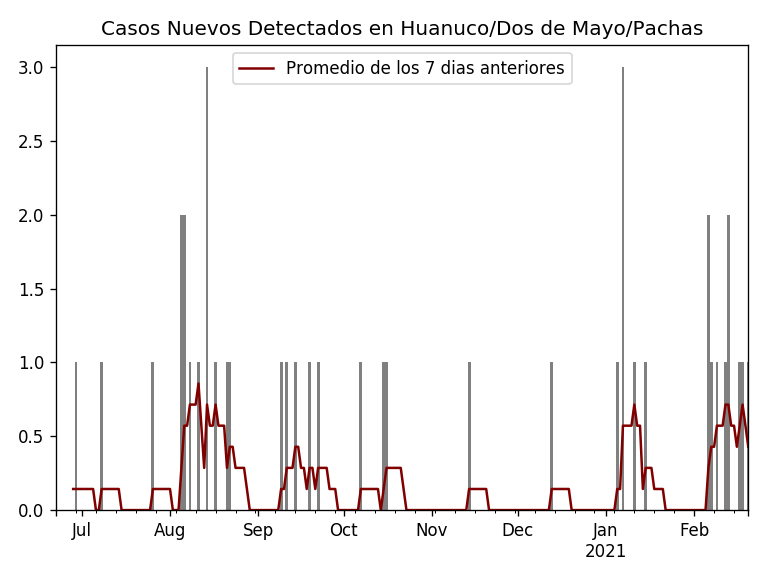 Casos Nuevos Detectados en Huanuco/Dos de Mayo/Pachas
Promedio de los 7 dias anteriores
3.0
2.5
2.0
1.5
1.0
0.5
0.0
Jul Aug Sep Oct Nov Dec Jan Feb
2021